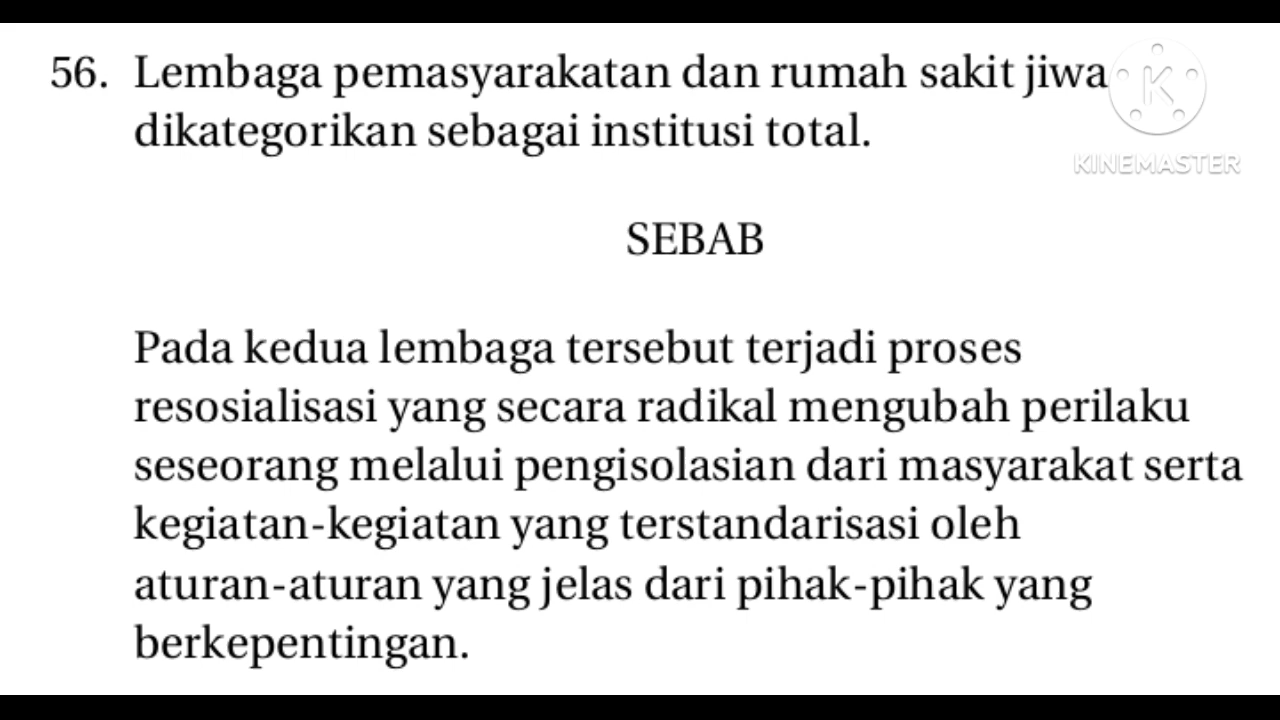 56. Lembaga pemasyarakatan dan rumah sakit jiwa
dikategorikan sebagai institusi total.
KINEMASTER
SEBAB
Pada kedua lembaga tersebut terjadi proses
resosialisasi yang secara radikal mengubah perilaku
seseorang melalui pengisolasian dari masyarakat serta
kegiatan-kegiatan yang terstandarisasi oleh
aturan-aturan yang jelas dari pihak-pihak yang
berkepentingan.